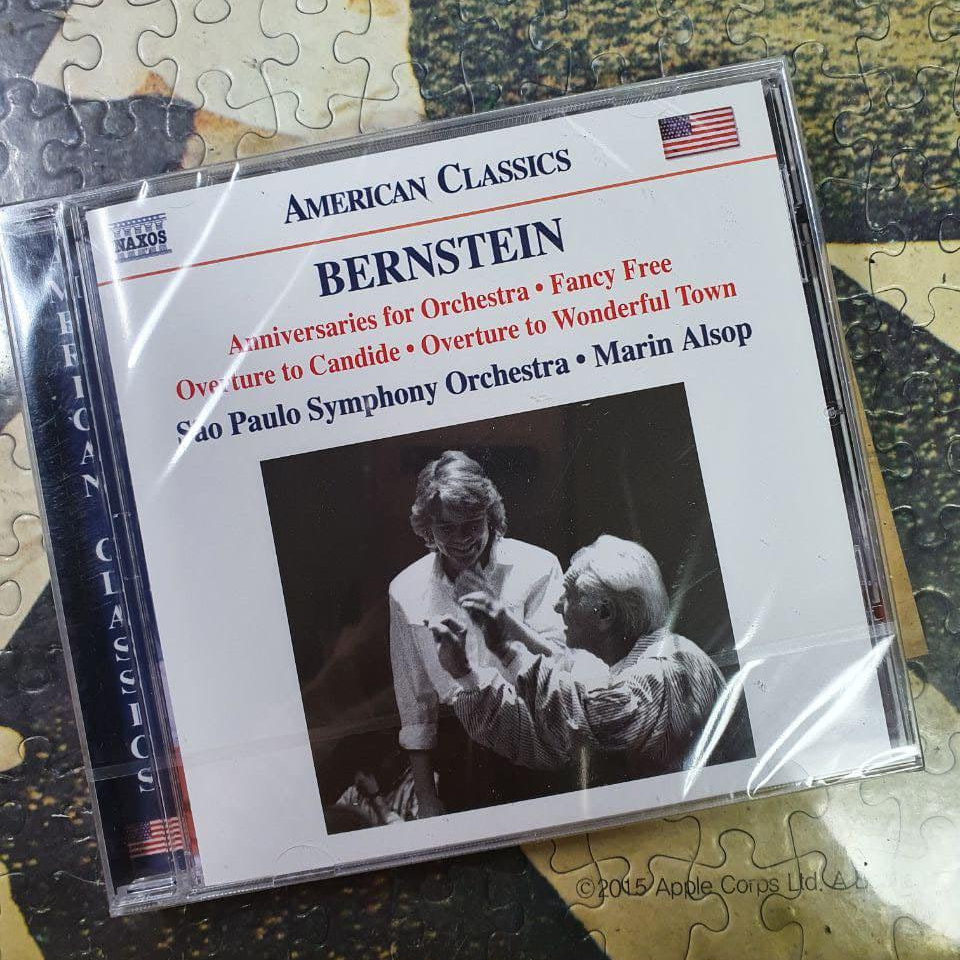 AMERICAN CLASSICS
NAXOS
BERNSTEIN
Anniversaries for Orchestra • Fancy Free
Overture to Candide • Overture to Wonderful Town
São Paulo Symphony Orchestra • Marin Alsop
AMERICAN CLASSICS
©2015 Apple Corps Ltd. A